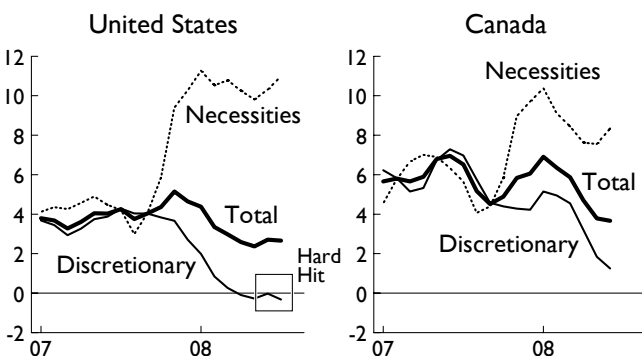 United States
12
10
8
6
4
2
0
-2
07
08
Necessities
Total
Discretionary
Hard
Hit
Canada
12
10
8
6
4
2
0
-2
07
08
Necessities
Total
Discretionary